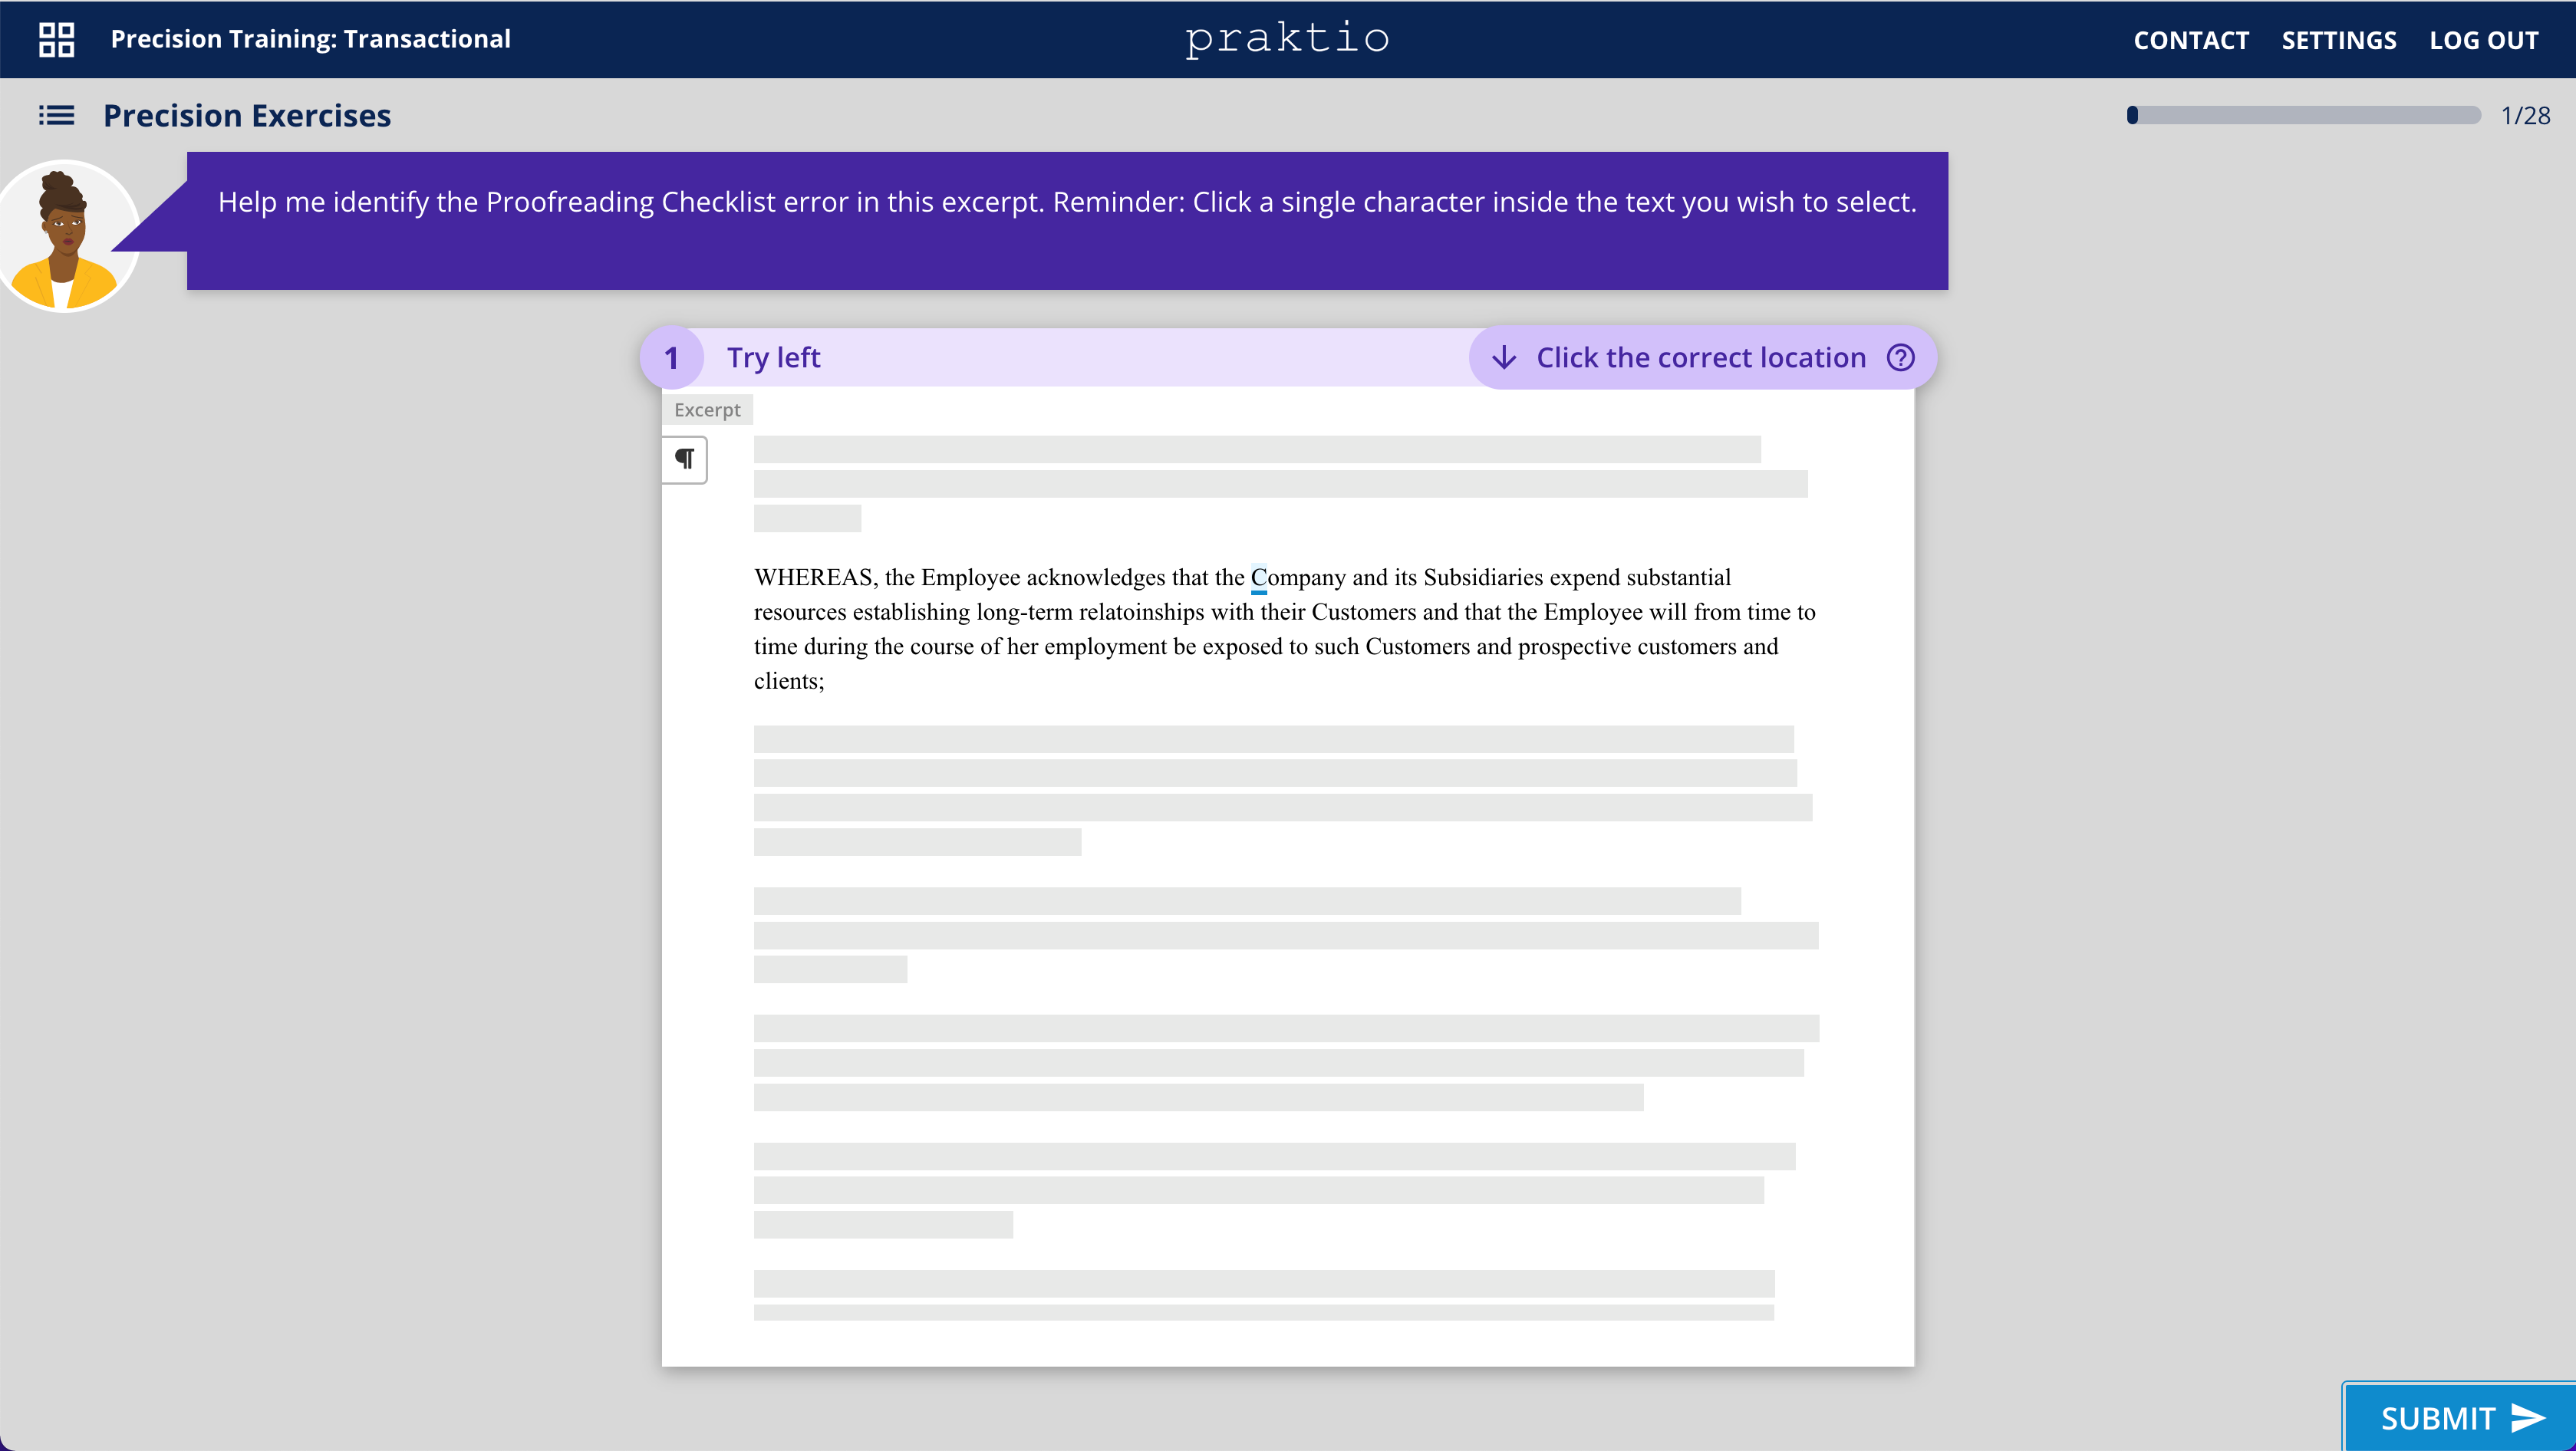 Precision Training: Transactional
praktio
CONTACT SETTINGS LOG OUT
Precision Exercises
1/28
Help me identify the Proofreading Checklist error in this excerpt. Reminder: Click a single character inside the text you wish to select.
1 Try left
Click the correct location ?
Excerpt
¶
WHEREAS, the Employee acknowledges that the Company and its Subsidiaries expend substantial
resources establishing long-term relatoinships with their Customers and that the Employee will from time to
time during the course of her employment be exposed to such Customers and prospective customers and
clients;
SUBMIT